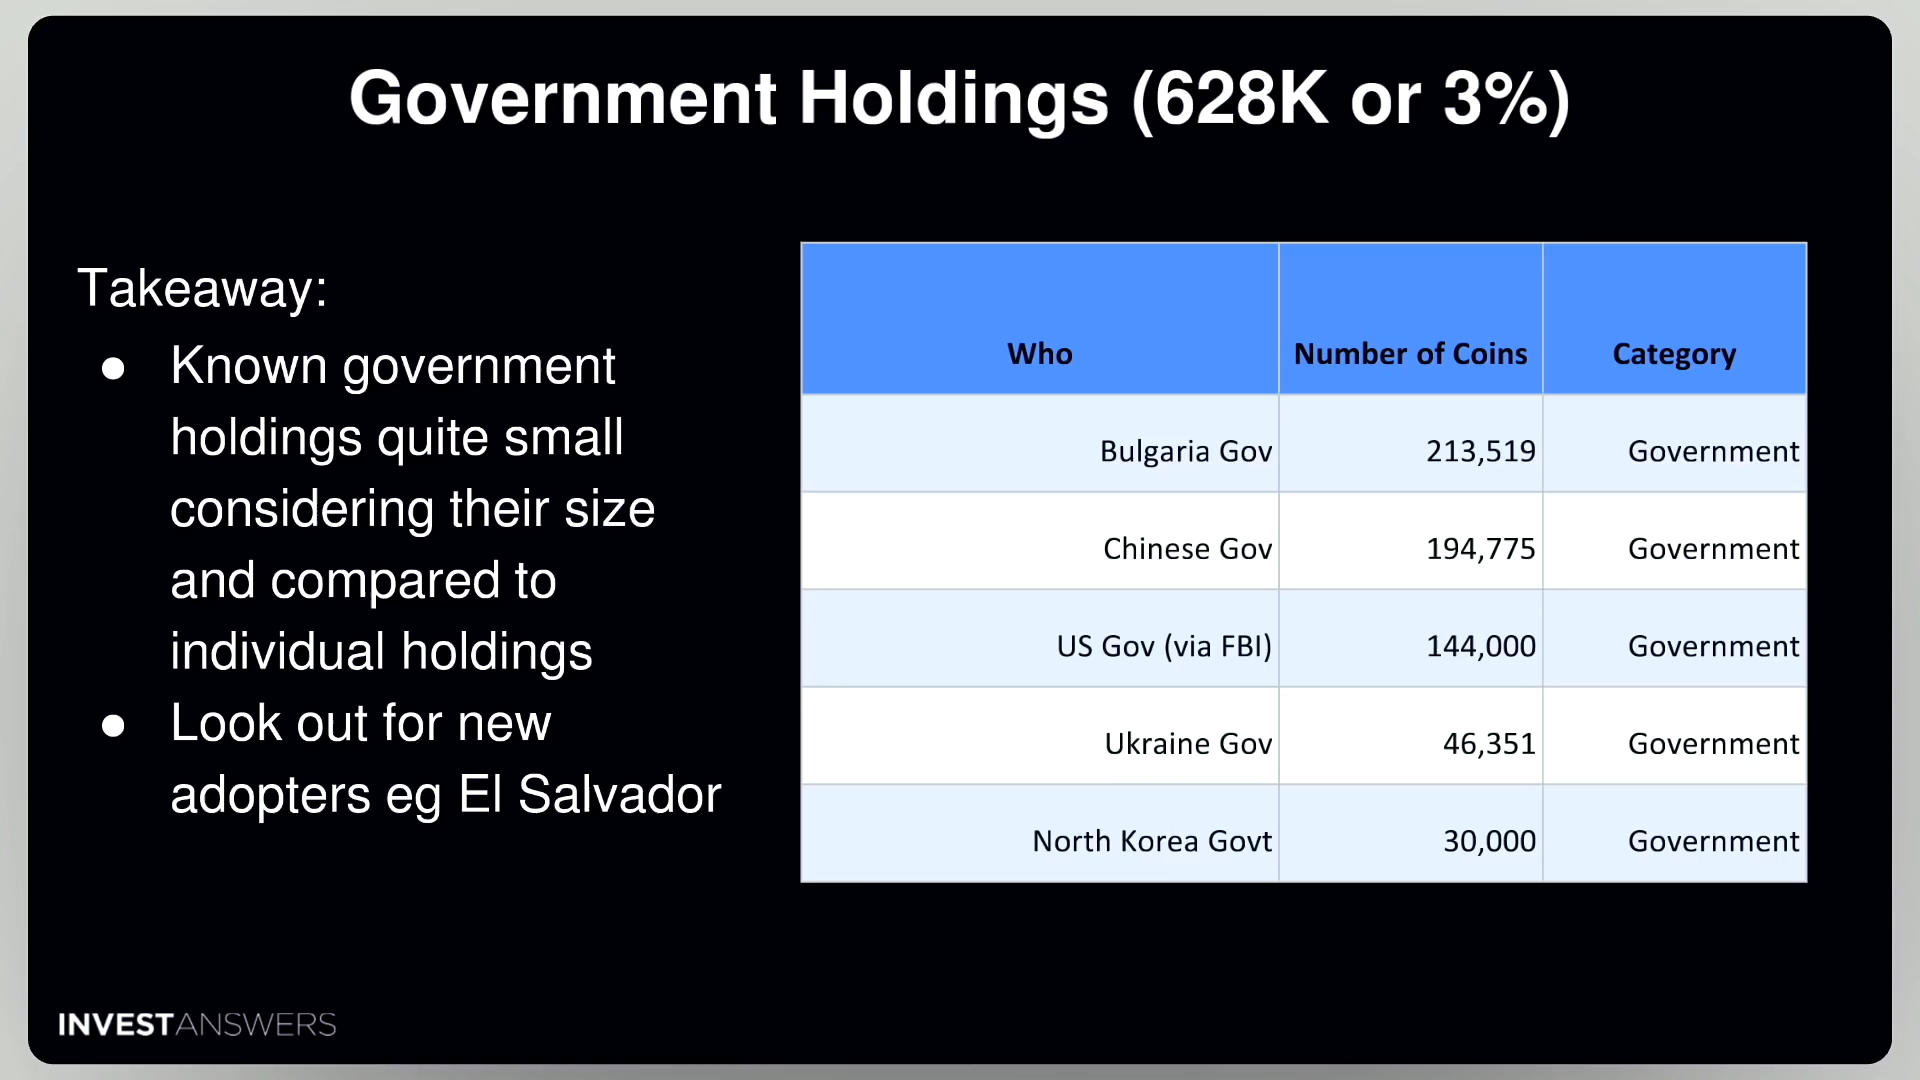 Government Holdings (628K or 3%)
Takeaway:
● Known government
holdings quite small
considering their size
and compared to
individual holdings
● Look out for new
adopters eg El Salvador
Who Number of Coins Category
Bulgaria Gov 213,519 Government
Chinese Gov 194,775 Government
US Gov (via FBI) 144,000 Government
Ukraine Gov 46,351 Government
North Korea Govt 30,000 Government
INVESTANSWERS